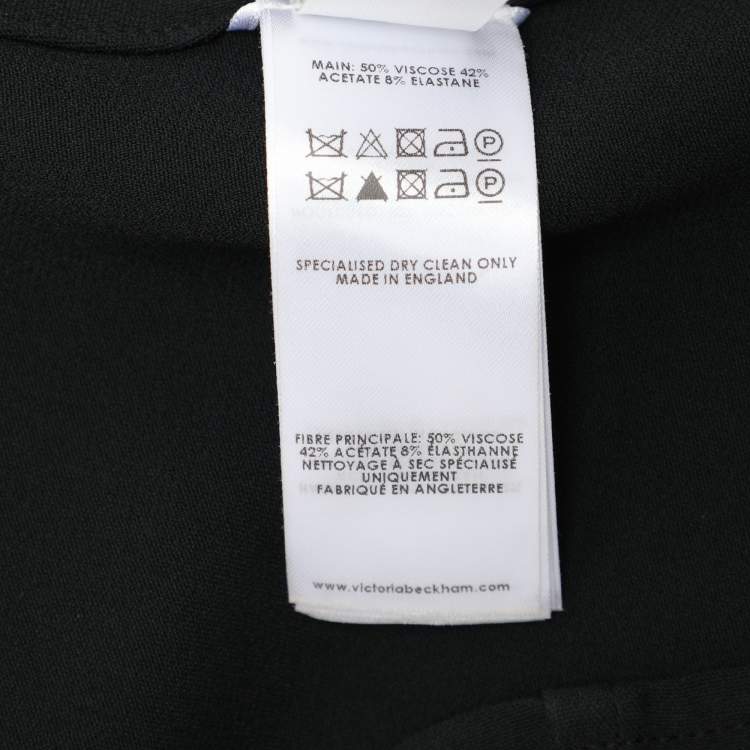 MAIN: 50% VISCOSE 42%
ACETATE 8% ELASTANE
P
P
SPECIALISED DRY CLEAN ONLY
MADE IN ENGLAND
FIBRE PRINCIPALE: 50% VISCOSE
42% ACÉTATE 8% ÉLASTHANNE
NETTOYAGE À SEC SPÉCIALISÉ
UNIQUEMENT
FABRIQUÉ EN ANGLETERRE
www.victoriabeckham.com